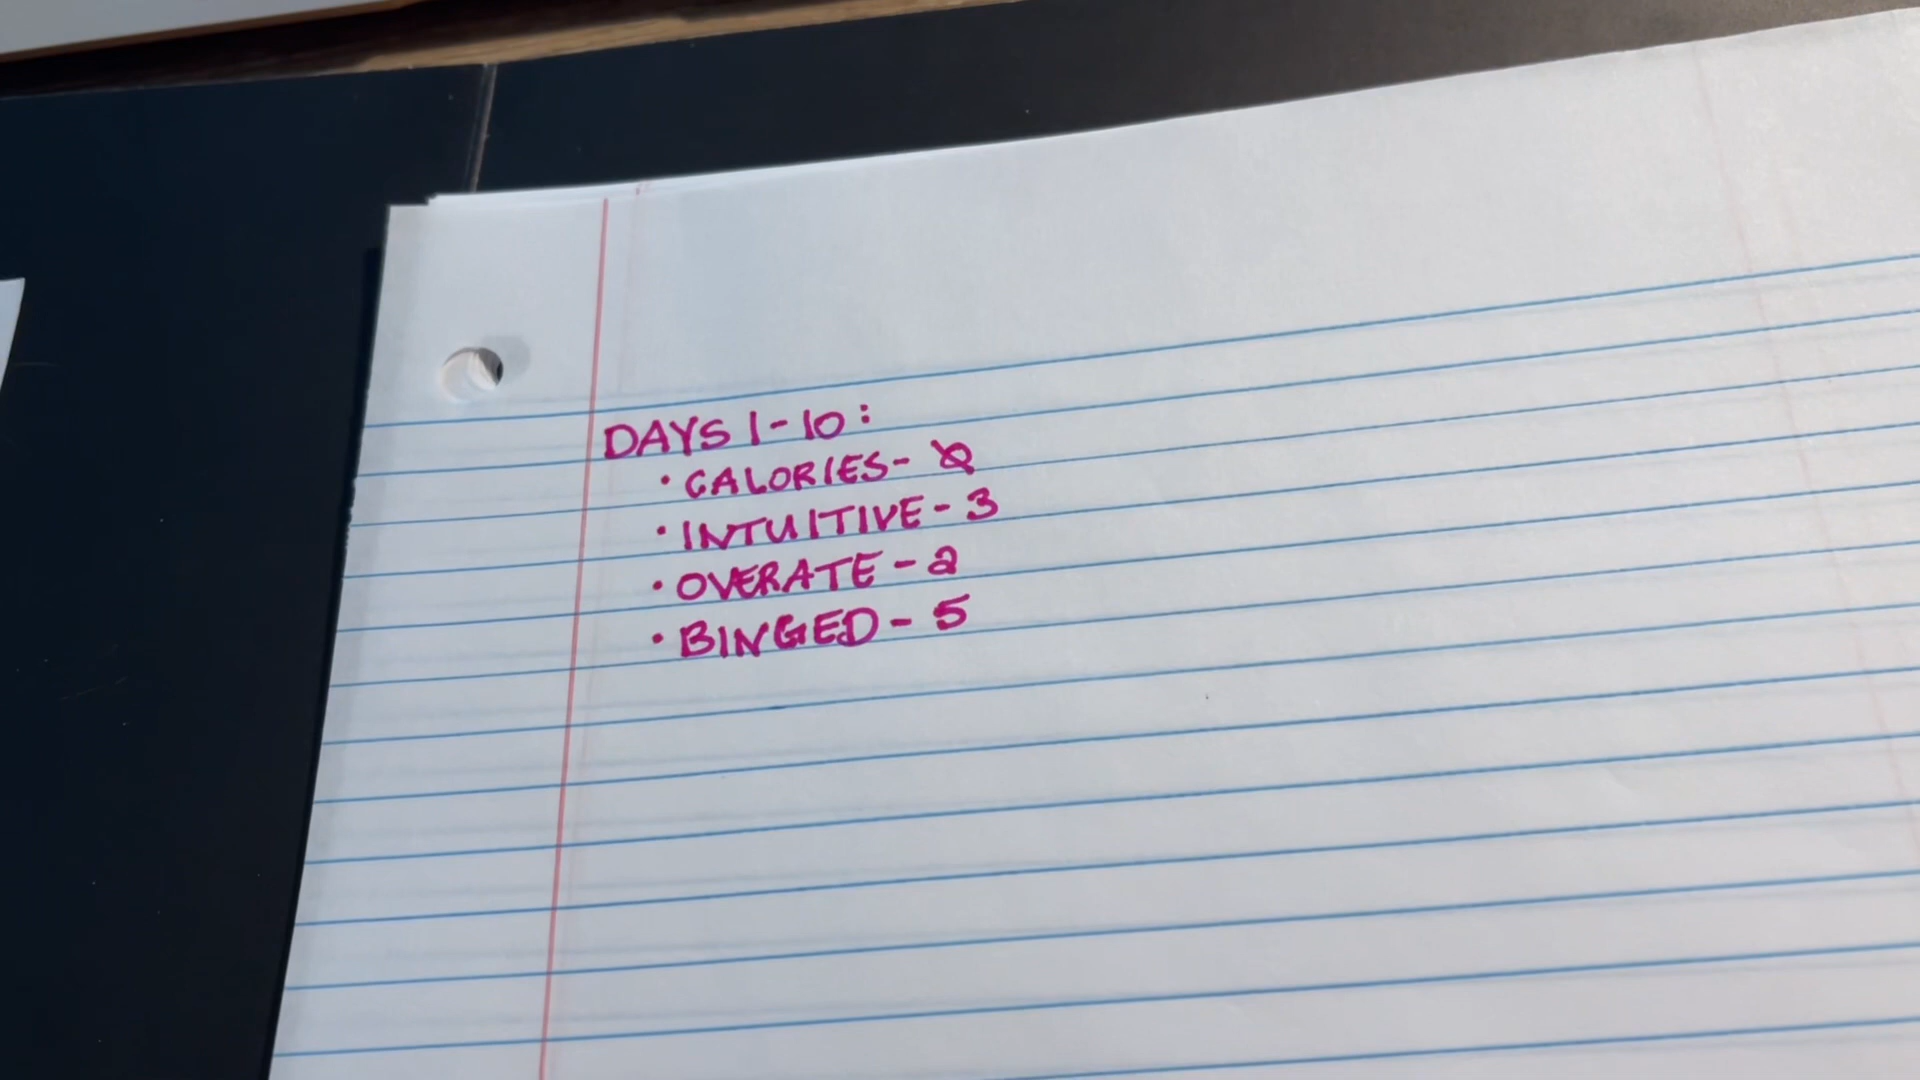 DAYS 1-10:
• CALORIES- 0
• INTUITIVE - 3
• OVERATE - 2
• BINGED - 5